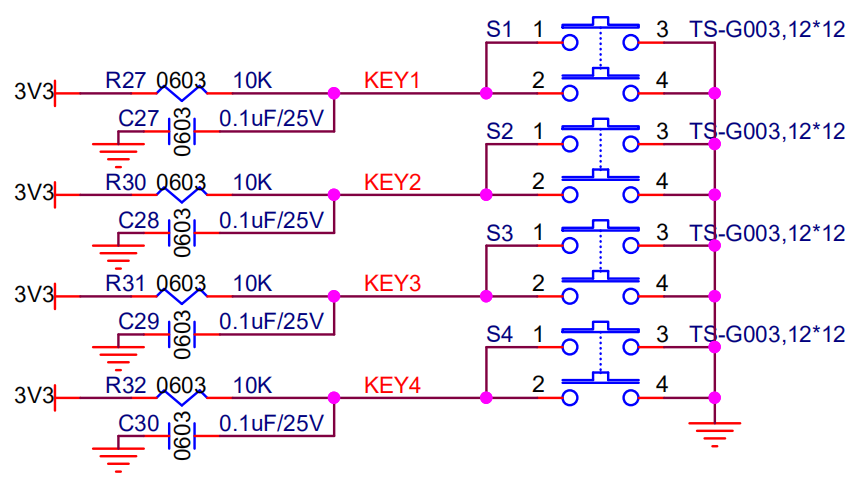 S1 1 3 TS-G003,12*12
3V3 R27 0603 10K KEY1 2 4
C27 0603 0.1uF/25V
S2 1 3 TS-G003,12*12
3V3 R30 0603 10K KEY2 2 4
C28 0603 0.1uF/25V
S3 1 3 TS-G003,12*12
3V3 R31 0603 10K KEY3 2 4
C29 0603 0.1uF/25V
S4 1 3 TS-G003,12*12
3V3 R32 0603 10K KEY4 2 4
C30 0603 0.1uF/25V